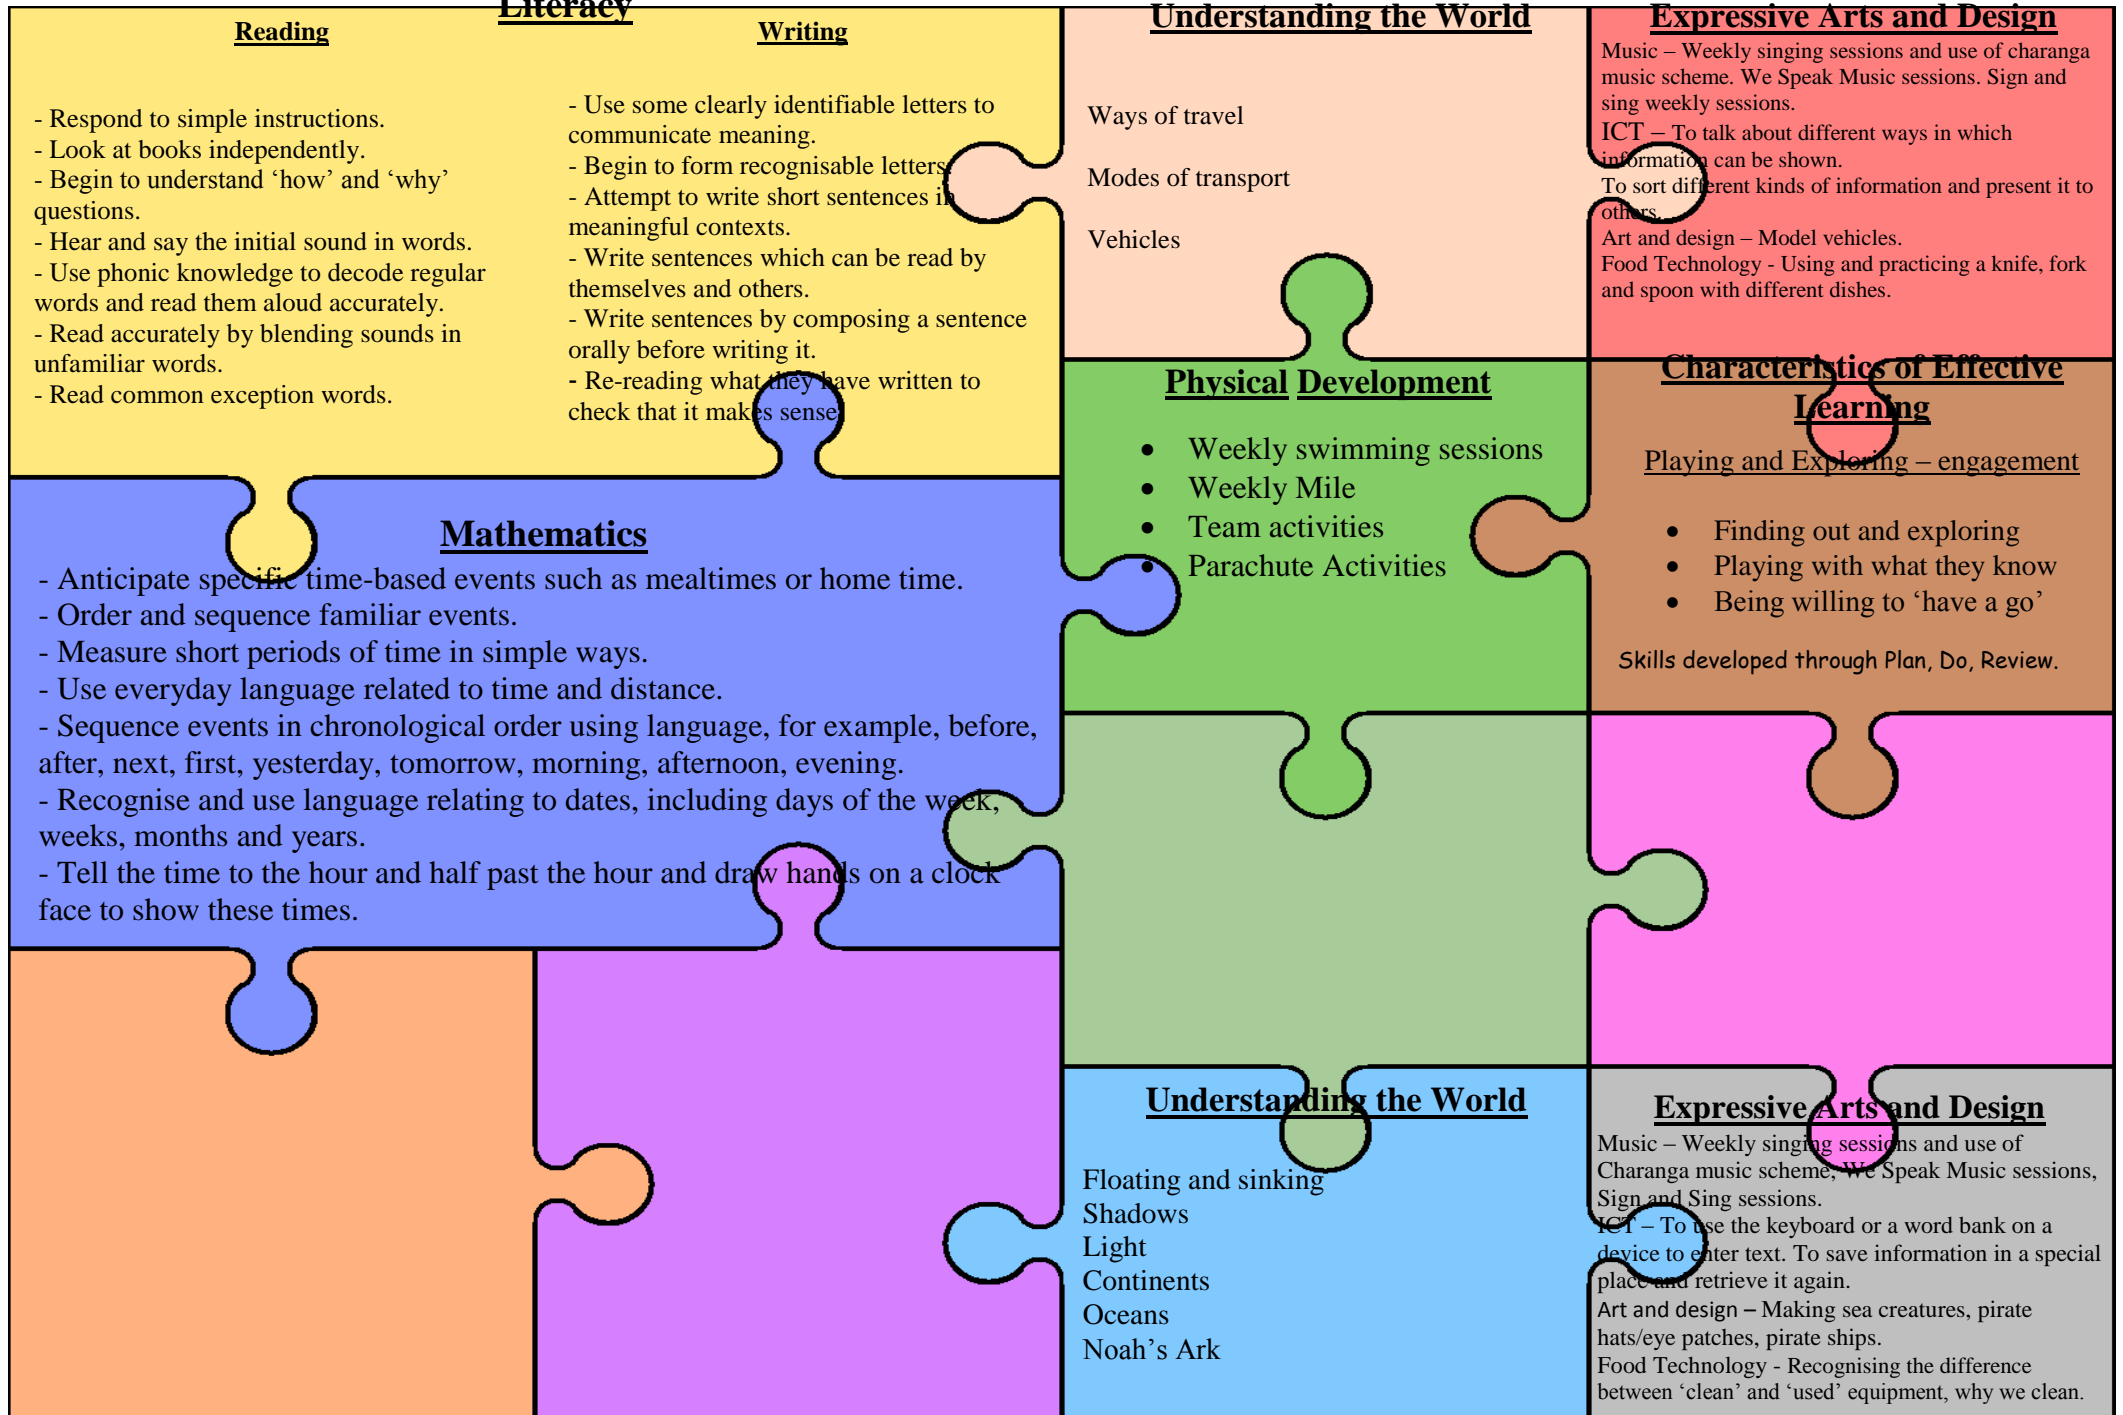 Literacy
Reading
- Respond to simple instructions.
- Look at books independently.
- Begin to understand ‘how’ and ‘why’
questions.
- Hear and say the initial sound in words.
- Use phonic knowledge to decode regular
words and read them aloud accurately.
- Read accurately by blending sounds in
unfamiliar words.
- Read common exception words.
Writing
- Use some clearly identifiable letters to
communicate meaning.
- Begin to form recognisable letters.
- Attempt to write short sentences in
meaningful contexts.
- Write sentences which can be read by
themselves and others.
- Write sentences by composing a sentence
orally before writing it.
- Re-reading what they have written to
check that it makes sense.
Understanding the World
Ways of travel
Modes of transport
Vehicles
Expressive Arts and Design
Music – Weekly singing sessions and use of charanga
music scheme. We Speak Music sessions. Sign and
sing weekly sessions.
ICT – To talk about different ways in which
information can be shown.
To sort different kinds of information and present it to
others.
Art and design – Model vehicles.
Food Technology - Using and practicing a knife, fork
and spoon with different dishes.
Mathematics
- Anticipate specific time-based events such as mealtimes or home time.
- Order and sequence familiar events.
- Measure short periods of time in simple ways.
- Use everyday language related to time and distance.
- Sequence events in chronological order using language, for example, before,
after, next, first, yesterday, tomorrow, morning, afternoon, evening.
- Recognise and use language relating to dates, including days of the week,
weeks, months and years.
- Tell the time to the hour and half past the hour and draw hands on a clock
face to show these times.
Physical Development
• Weekly swimming sessions
• Weekly Mile
• Team activities
• Parachute Activities
Characteristics of Effective
Learning
Playing and Exploring – engagement
• Finding out and exploring
• Playing with what they know
• Being willing to ‘have a go’
Skills developed through Plan, Do, Review.
Understanding the World
Floating and sinking
Shadows
Light
Continents
Oceans
Noah’s Ark
Expressive Arts and Design
Music – Weekly singing sessions and use of
Charanga music scheme, We Speak Music sessions,
Sign and Sing sessions.
ICT – To use the keyboard or a word bank on a
device to enter text. To save information in a special
place and retrieve it again.
Art and design – Making sea creatures, pirate
hats/eye patches, pirate ships.
Food Technology - Recognising the difference
between ‘clean’ and ‘used’ equipment, why we clean.